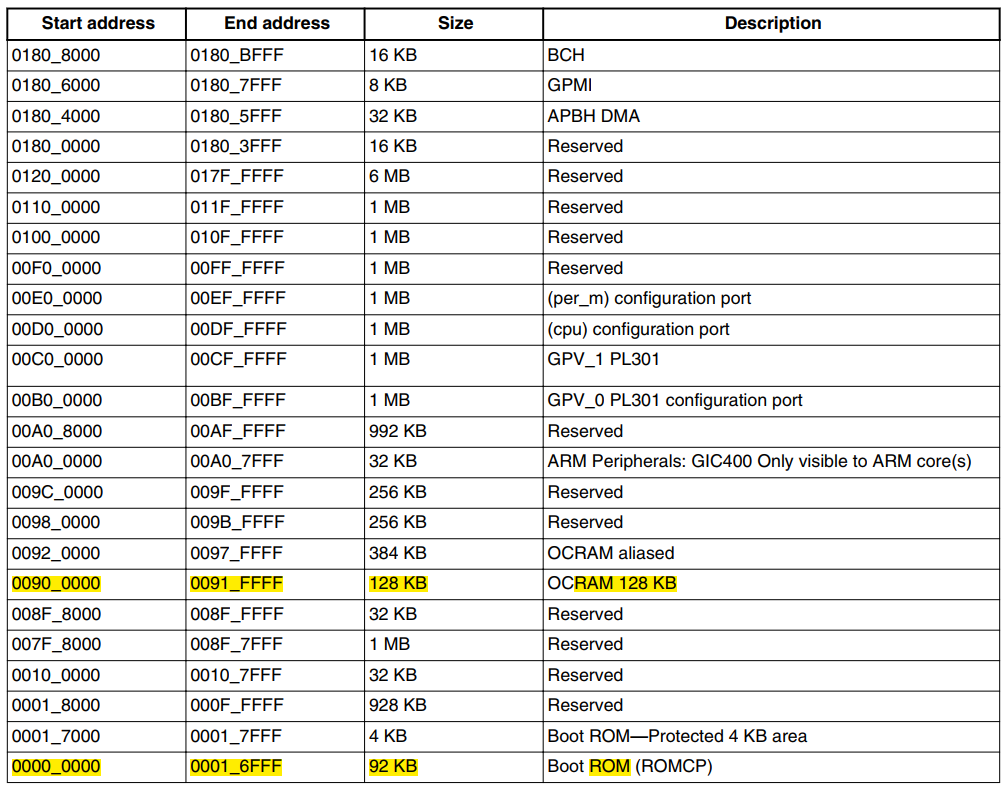 Start address End address Size Description
0180_8000 0180_BFFF 16 KB BCH
0180_6000 0180_7FFF 8 KB GPMI
0180_4000 0180_5FFF 32 KB APBH DMA
0180_0000 0180_3FFF 16 KB Reserved
0120_0000 017F_FFFF 6 MB Reserved
0110_0000 011F_FFFF 1 MB Reserved
0100_0000 010F_FFFF 1 MB Reserved
00F0_0000 00FF_FFFF 1 MB Reserved
00E0_0000 00EF_FFFF 1 MB (per_m) configuration port
00D0_0000 00DF_FFFF 1 MB (cpu) configuration port
00C0_0000 00CF_FFFF 1 MB GPV_1 PL301
00B0_0000 00BF_FFFF 1 MB GPV_0 PL301 configuration port
00A0_8000 00AF_FFFF 992 KB Reserved
00A0_0000 00A0_7FFF 32 KB ARM Peripherals: GIC400 Only visible to ARM core(s)
009C_0000 009F_FFFF 256 KB Reserved
0098_0000 009B_FFFF 256 KB Reserved
0092_0000 0097_FFFF 384 KB OCRAM aliased
0090_0000 0091_FFFF 128 KB OCRAM 128 KB
008F_8000 008F_FFFF 32 KB Reserved
007F_8000 008F_7FFF 1 MB Reserved
0010_0000 0010_7FFF 32 KB Reserved
0001_8000 000F_FFFF 928 KB Reserved
0001_7000 0001_7FFF 4 KB Boot ROM—Protected 4 KB area
0000_0000 0001_6FFF 92 KB Boot ROM (ROMCP)